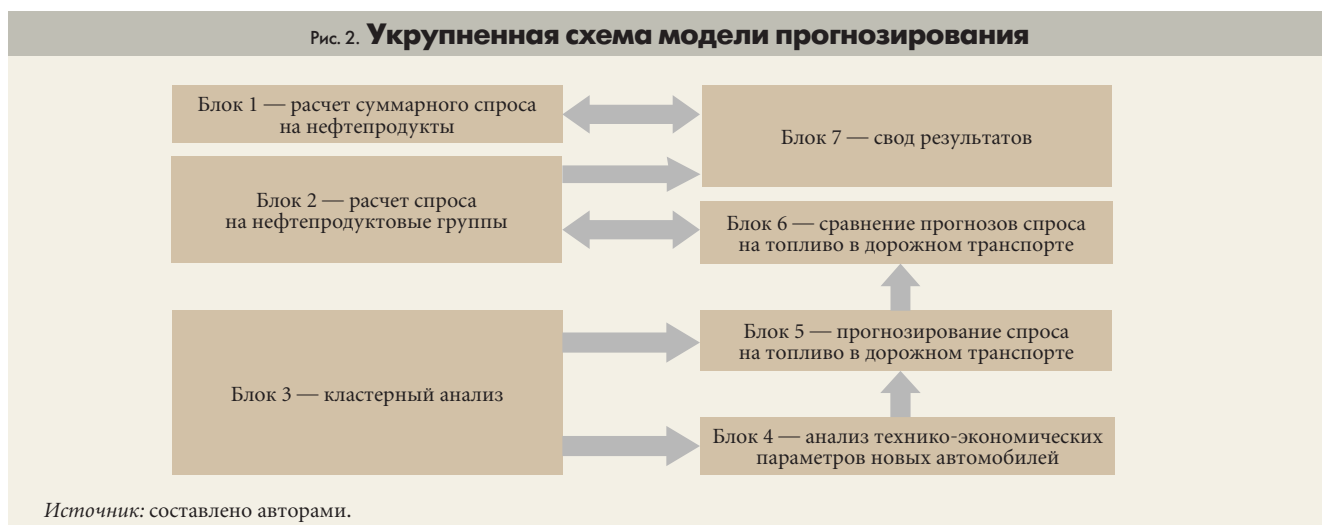 Рис. 2. Укрупненная схема модели прогнозирования
Блок 1 — расчет суммарного спроса
на нефтепродукты
Блок 7 — свод результатов
Блок 2 — расчет спроса
на нефтепродуктовые группы
Блок 6 — сравнение прогнозов спроса
на топливо в дорожном транспорте
Блок 3 — кластерный анализ
Блок 5 — прогнозирование спроса
на топливо в дорожном транспорте
Блок 4 — анализ технико-экономических
параметров новых автомобилей
Источник: составлено авторами.